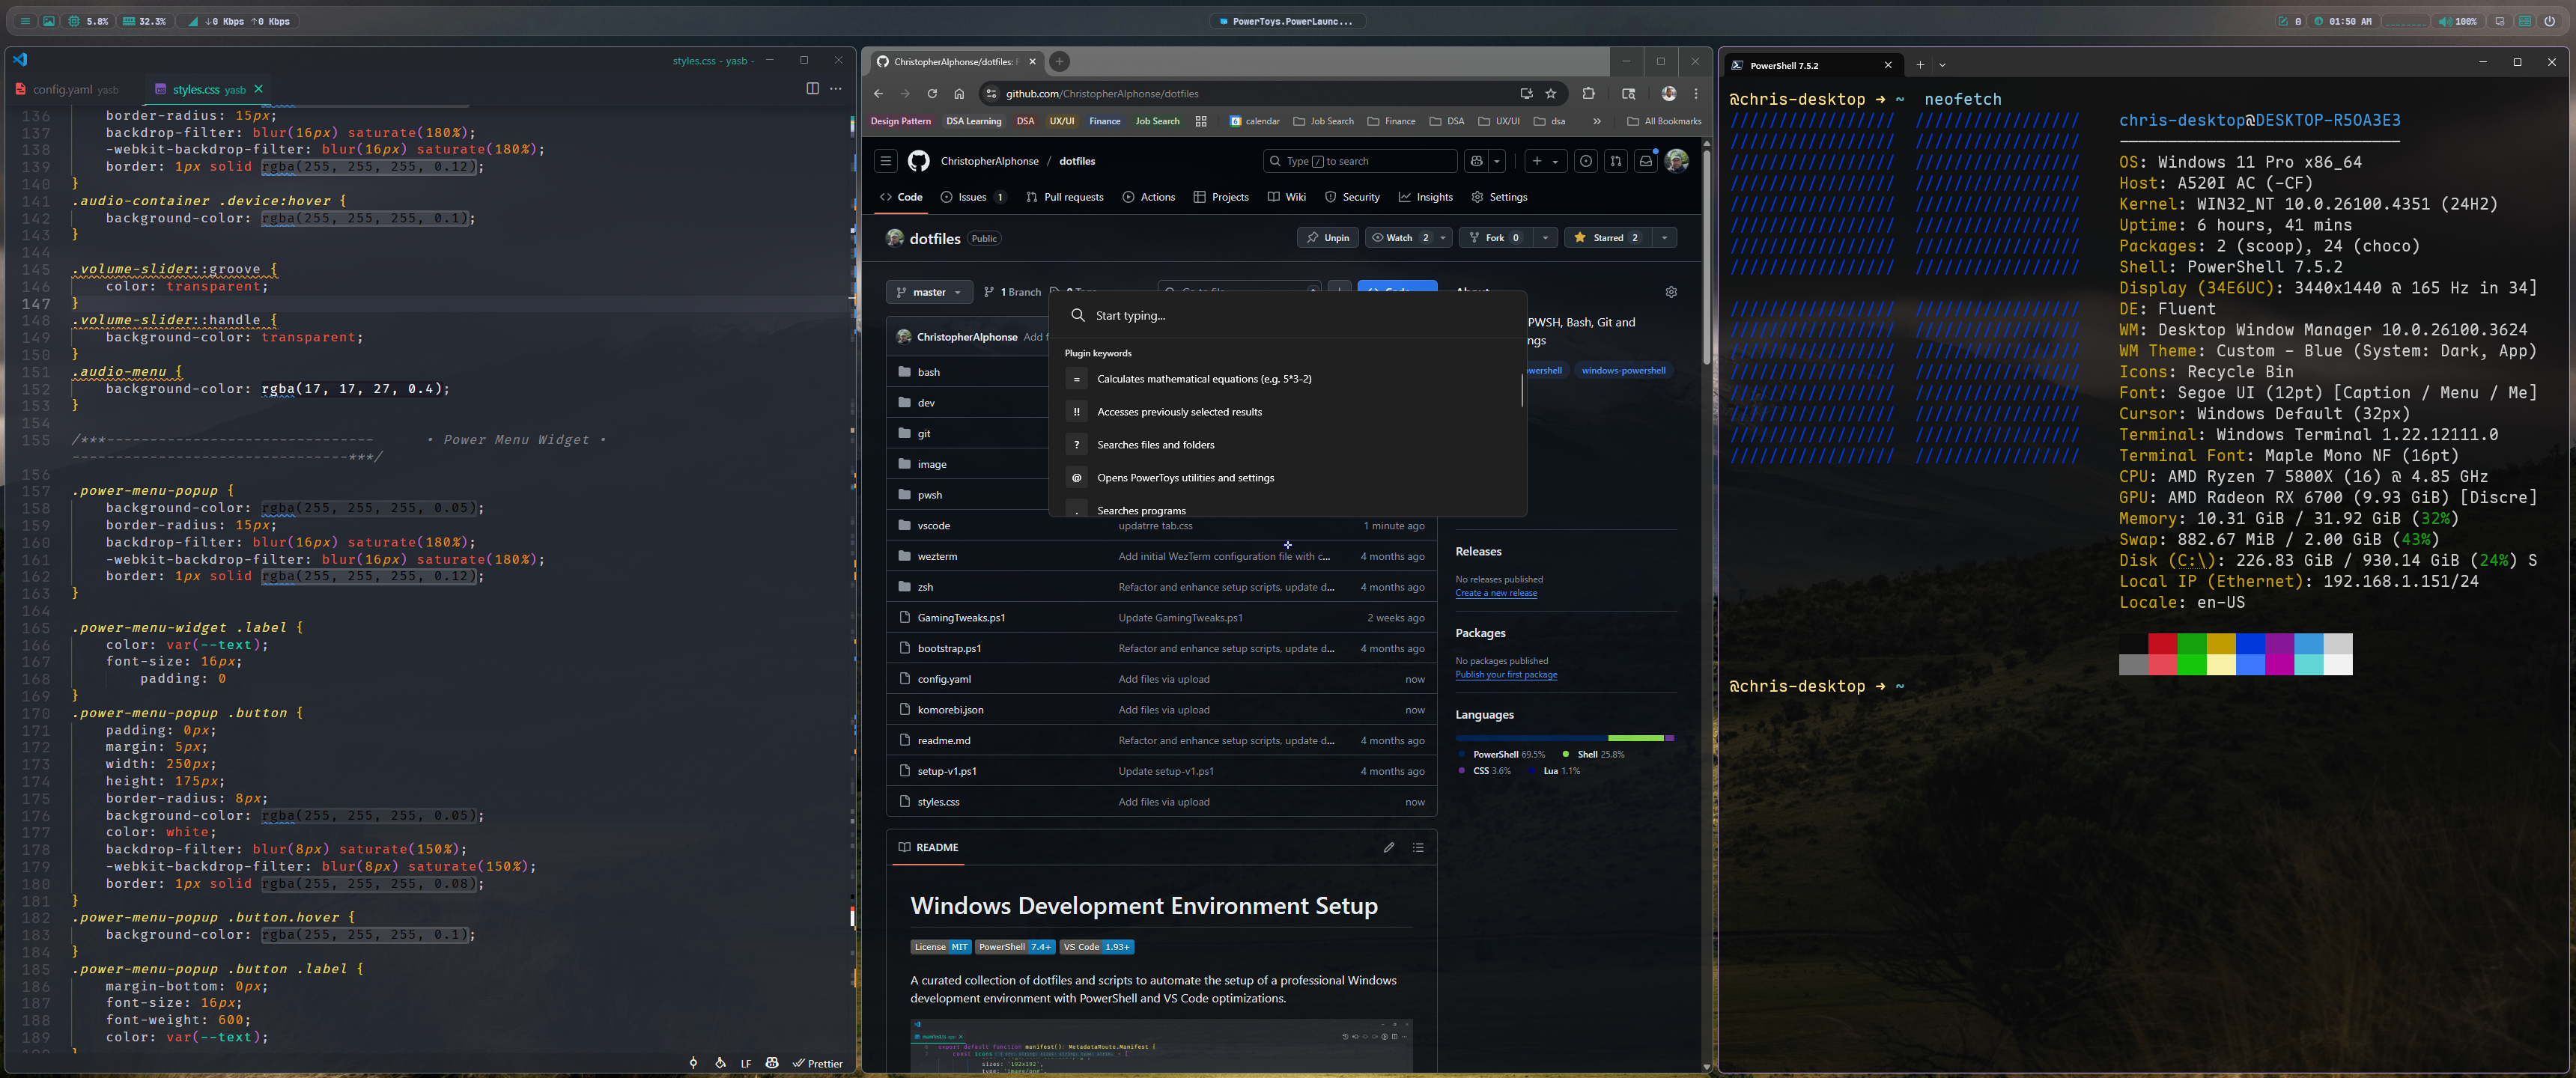 5.8%
32.3%
↓0 Kbps ↑0 Kbps
PowerToys.PowerLaunc...
0
01:50 AM
100%
styles.css - yasb -
config.yaml yasb
styles.css yasb
136 border-radius: 15px;
137 backdrop-filter: blur(16px) saturate(180%);
138 -webkit-backdrop-filter: blur(16px) saturate(180%);
139 border: 1px solid rgba(255, 255, 255, 0.12);
140 }
141 .audio-container .device:hover {
142 background-color: rgba(255, 255, 255, 0.1);
143 }
144
145 .volume-slider::groove {
146 color: transparent;
147 }
148 .volume-slider::handle {
149 background-color: transparent;
150 }
151 .audio-menu {
152 background-color: rgba(17, 17, 27, 0.4);
153 }
154
155 /***------------------------------- • Power Menu Widget •
--------------------------------***/
156
157 .power-menu-popup {
158 background-color: rgba(255, 255, 255, 0.05);
159 border-radius: 15px;
160 backdrop-filter: blur(16px) saturate(180%);
161 -webkit-backdrop-filter: blur(16px) saturate(180%);
162 border: 1px solid rgba(255, 255, 255, 0.12);
163 }
164
165 .power-menu-widget .label {
166 color: var(--text);
167 font-size: 16px;
168 padding: 0
169 }
170 .power-menu-popup .button {
171 padding: 0px;
172 margin: 5px;
173 width: 250px;
174 height: 175px;
175 border-radius: 8px;
176 background-color: rgba(255, 255, 255, 0.05);
177 color: white;
178 backdrop-filter: blur(8px) saturate(150%);
179 -webkit-backdrop-filter: blur(8px) saturate(150%);
180 border: 1px solid rgba(255, 255, 255, 0.08);
181 }
182 .power-menu-popup .button.hover {
183 background-color: rgba(255, 255, 255, 0.1);
184 }
185 .power-menu-popup .button .label {
186 margin-bottom: 0px;
187 font-size: 16px;
188 font-weight: 600;
189 color: var(--text);
LF
Prettier
ChristopherAlphonse/dotfiles:
github.com/ChristopherAlphonse/dotfiles
Design Pattern
DSA Learning
DSA
UX/UI
Finance
Job Search
calendar
Job Search
Finance
DSA
UX/UI
dsa
»
All Bookmarks
ChristopherAlphonse / dotfiles
Type / to search
Code
Issues 1
Pull requests
Actions
Projects
Wiki
Security
Insights
Settings
dotfiles Public
Unpin
Watch 2
Fork 0
Starred 2
master
1 Branch
Start typing...
Plugin keywords
= Calculates mathematical equations (e.g. 5*3-2)
!! Accesses previously selected results
? Searches files and folders
@ Opens PowerToys utilities and settings
. Searches programs
PWSH, Bash, Git and
ngs
wershell
windows-powershell
ChristopherAlphonse Add f
bash
dev
git
image
pwsh
vscode updatrre tab.css 1 minute ago
wezterm Add initial WezTerm configuration file with c... 4 months ago
zsh Refactor and enhance setup scripts, update d... 4 months ago
GamingTweaks.ps1 Update GamingTweaks.ps1 2 weeks ago
bootstrap.ps1 Refactor and enhance setup scripts, update d... 4 months ago
config.yaml Add files via upload now
komorebi.json Add files via upload now
readme.md Refactor and enhance setup scripts, update d... 4 months ago
setup-v1.ps1 Update setup-v1.ps1 4 months ago
styles.css Add files via upload now
Releases
No releases published
Create a new release
Packages
No packages published
Publish your first package
Languages
PowerShell 69.5%
Shell 25.8%
CSS 3.6%
Lua 1.1%
README
Windows Development Environment Setup
License MIT
PowerShell 7.4+
VS Code 1.93+
A curated collection of dotfiles and scripts to automate the setup of a professional Windows
development environment with PowerShell and VS Code optimizations.
export default function manifest(): MetadataRoute.Manifest {
PowerShell 7.5.2
@chris-desktop → ~ neofetch
chris-desktop@DESKTOP-R5OA3E3
-----------------------------
OS: Windows 11 Pro x86_64
Host: A520I AC (-CF)
Kernel: WIN32_NT 10.0.26100.4351 (24H2)
Uptime: 6 hours, 41 mins
Packages: 2 (scoop), 24 (choco)
Shell: PowerShell 7.5.2
Display (34E6UC): 3440x1440 @ 165 Hz in 34]
DE: Fluent
WM: Desktop Window Manager 10.0.26100.3624
WM Theme: Custom - Blue (System: Dark, App)
Icons: Recycle Bin
Font: Segoe UI (12pt) [Caption / Menu / Me]
Cursor: Windows Default (32px)
Terminal: Windows Terminal 1.22.12111.0
Terminal Font: Maple Mono NF (16pt)
CPU: AMD Ryzen 7 5800X (16) @ 4.85 GHz
GPU: AMD Radeon RX 6700 (9.93 GiB) [Discre]
Memory: 10.31 GiB / 31.92 GiB (32%)
Swap: 882.67 MiB / 2.00 GiB (43%)
Disk (C:\): 226.83 GiB / 930.14 GiB (24%) S
Local IP (Ethernet): 192.168.1.151/24
Locale: en-US
@chris-desktop → ~